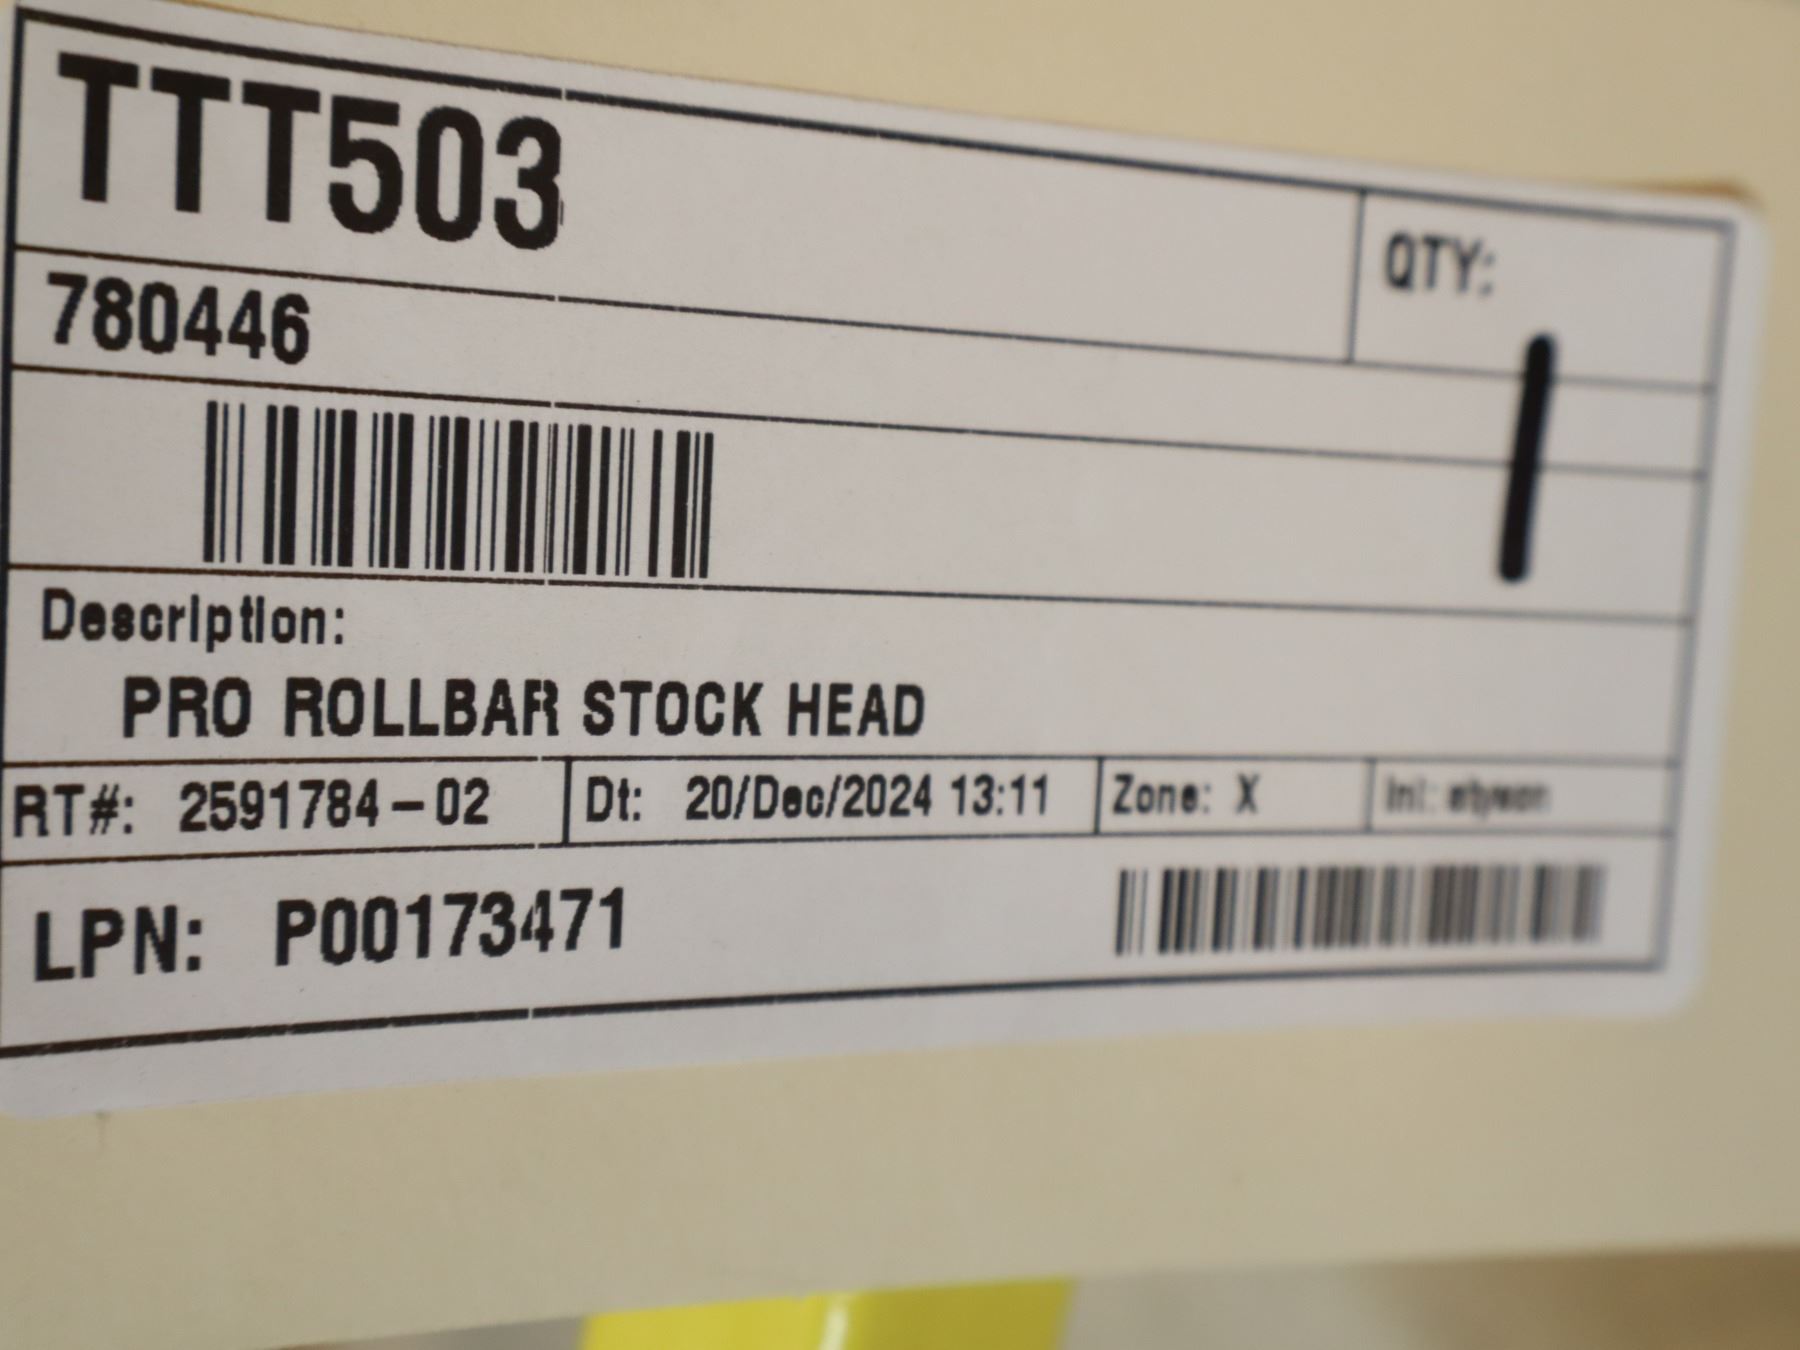 TTT503
QTY:
1
780446
Description:
PRO ROLLBAR STOCK HEAD
RT#: 2591784-02 Dt: 20/Dec/2024 13:11 Zone: X Ini:
LPN: P00173471